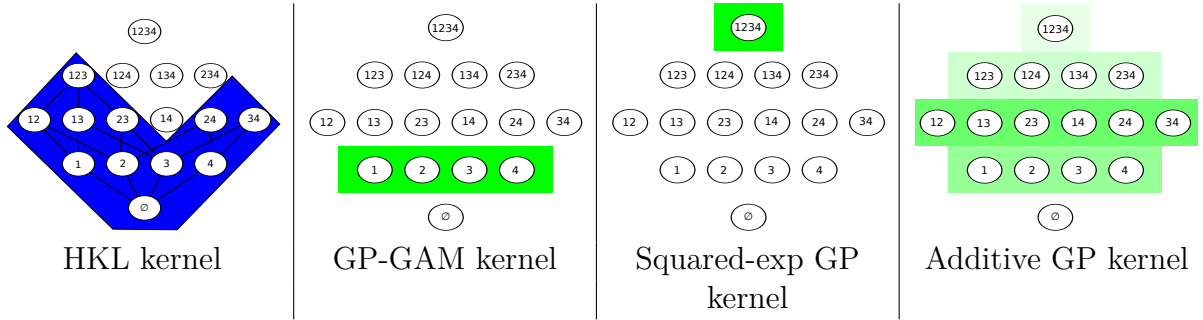 1234
123 124 134 234
12 13 23 14 24 34
1 2 3 4
∅
HKL kernel
1234
123 124 134 234
12 13 23 14 24 34
1 2 3 4
∅
GP-GAM kernel
1234
123 124 134 234
12 13 23 14 24 34
1 2 3 4
∅
Squared-exp GP
kernel
1234
123 124 134 234
12 13 23 14 24 34
1 2 3 4
∅
Additive GP kernel